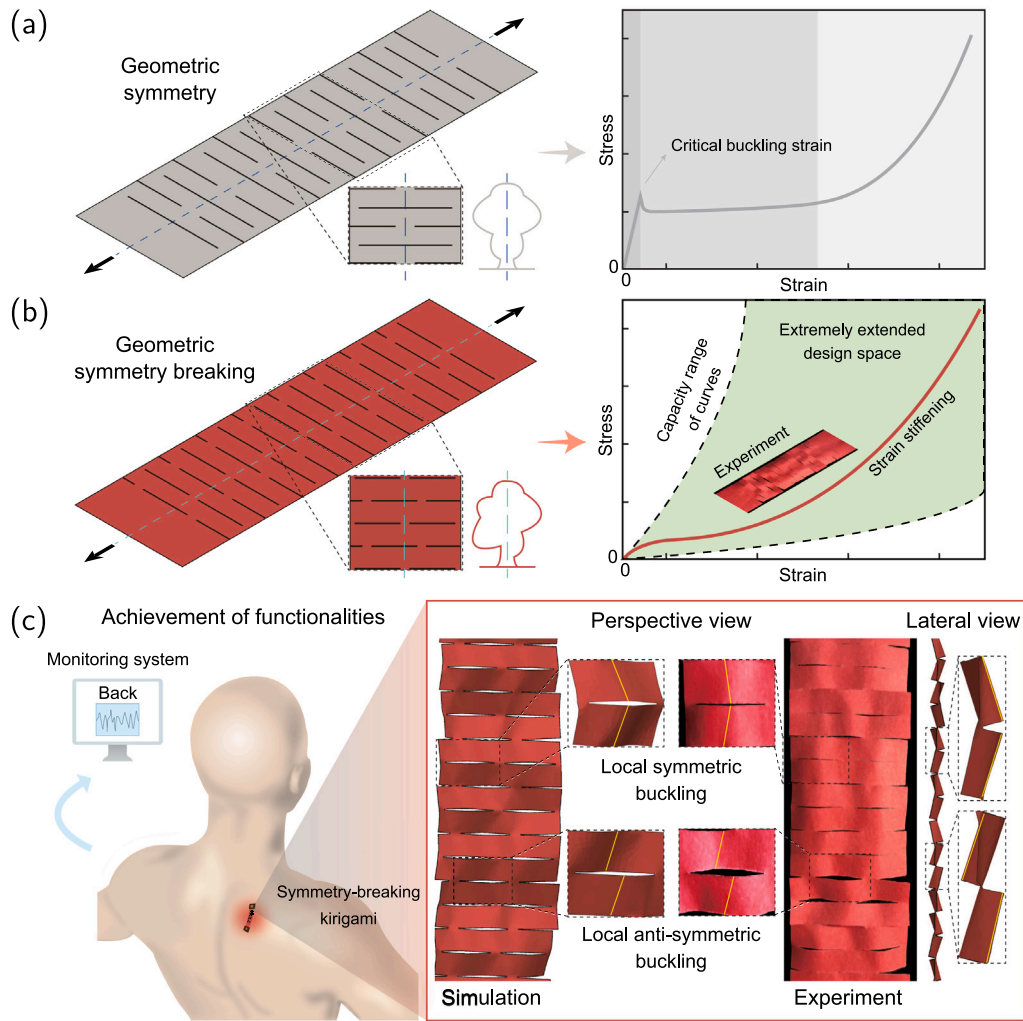 (a)
Geometric
symmetry
Stress
Critical buckling strain
0
0
Strain
(b)
Geometric
symmetry breaking
Stress
Capacity range
of curves
Extremely extended
design space
Experiment
Strain stiffening
0
0
Strain
(c)
Achievement of functionalities
Monitoring system
Back
Symmetry-breaking
kirigami
Perspective view
Lateral view
Local symmetric
buckling
Local anti-symmetric
buckling
Simulation
Experiment